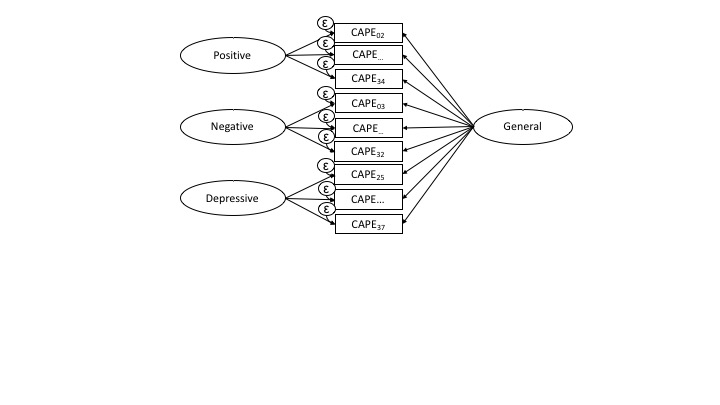 ε
CAPE02
Positive
ε
CAPE...
ε
CAPE34
ε
CAPE03
Negative
ε
CAPE...
General
ε
CAPE32
ε
CAPE25
Depressive
ε
CAPE...
ε
CAPE37